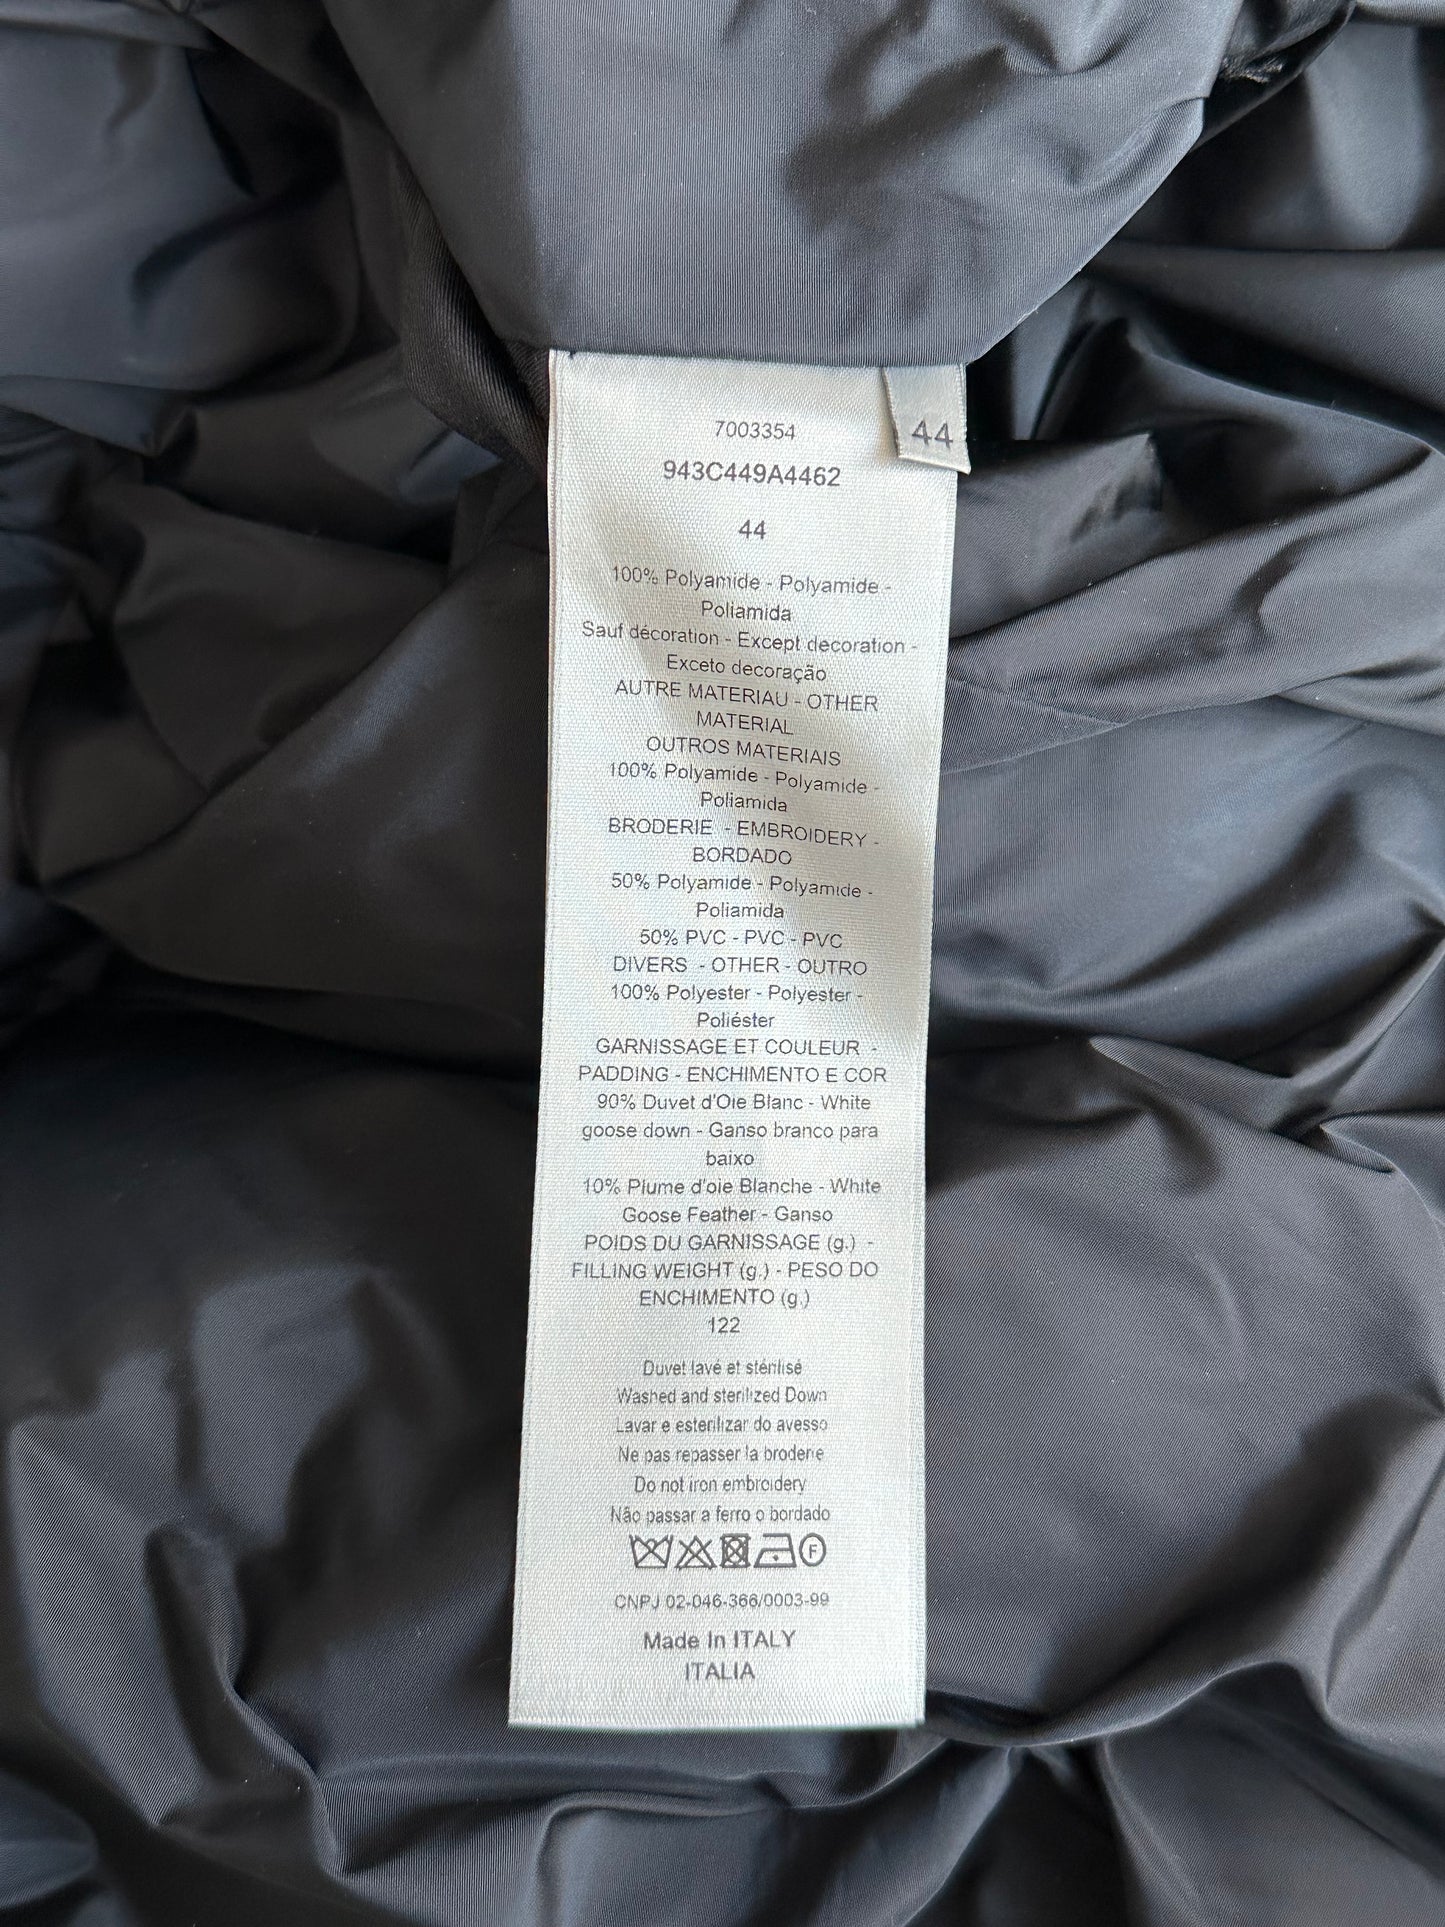 7003354
44
943C449A4462
44
100% Polyamide - Polyamide -
Poliamida
Sauf décoration - Except decoration -
Exceto decoração
AUTRE MATERIAU - OTHER
MATERIAL
OUTROS MATERIAIS
100% Polyamide - Polyamide -
Poliamida
BRODERIE - EMBROIDERY -
BORDADO
50% Polyamide - Polyamide -
Poliamida
50% PVC - PVC - PVC
DIVERS - OTHER - OUTRO
100% Polyester - Polyester -
Poliéster
GARNISSAGE ET COULEUR -
PADDING - ENCHIMENTO E COR
90% Duvet d'Oie Blanc - White
goose down - Ganso branco para
baixo
10% Plume d'oie Blanche - White
Goose Feather - Ganso
POIDS DU GARNISSAGE (g.) -
FILLING WEIGHT (g.) - PESO DO
ENCHIMENTO (g.)
122
Duvet lavé et stérilisé
Washed and sterilized Down
Lavar e esterilizar do avesso
Ne pas repasser la broderie
Do not iron embroidery
Não passar a ferro o bordado
F
CNPJ 02-046-366/0003-99
Made In ITALY
ITALIA